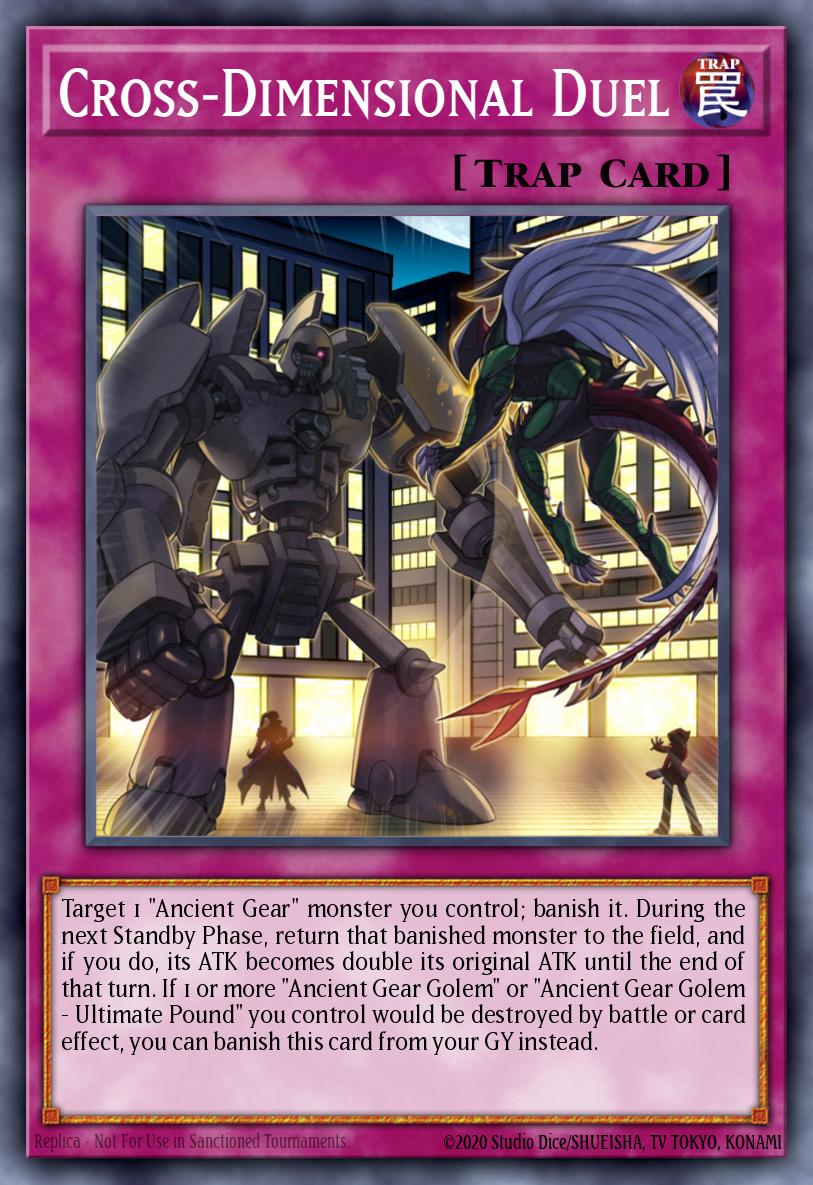 Cross-Dimensional Duel
TRAP
罠
[Trap Card]
Target 1 "Ancient Gear" monster you control; banish it. During the
next Standby Phase, return that banished monster to the field, and
if you do, its ATK becomes double its original ATK until the end of
that turn. If 1 or more "Ancient Gear Golem" or "Ancient Gear Golem
- Ultimate Pound" you control would be destroyed by battle or card
effect, you can banish this card from your GY instead.
Replica - Not For Use in Sanctioned Tournaments.
©2020 Studio Dice/SHUEISHA, TV TOKYO, KONAMI